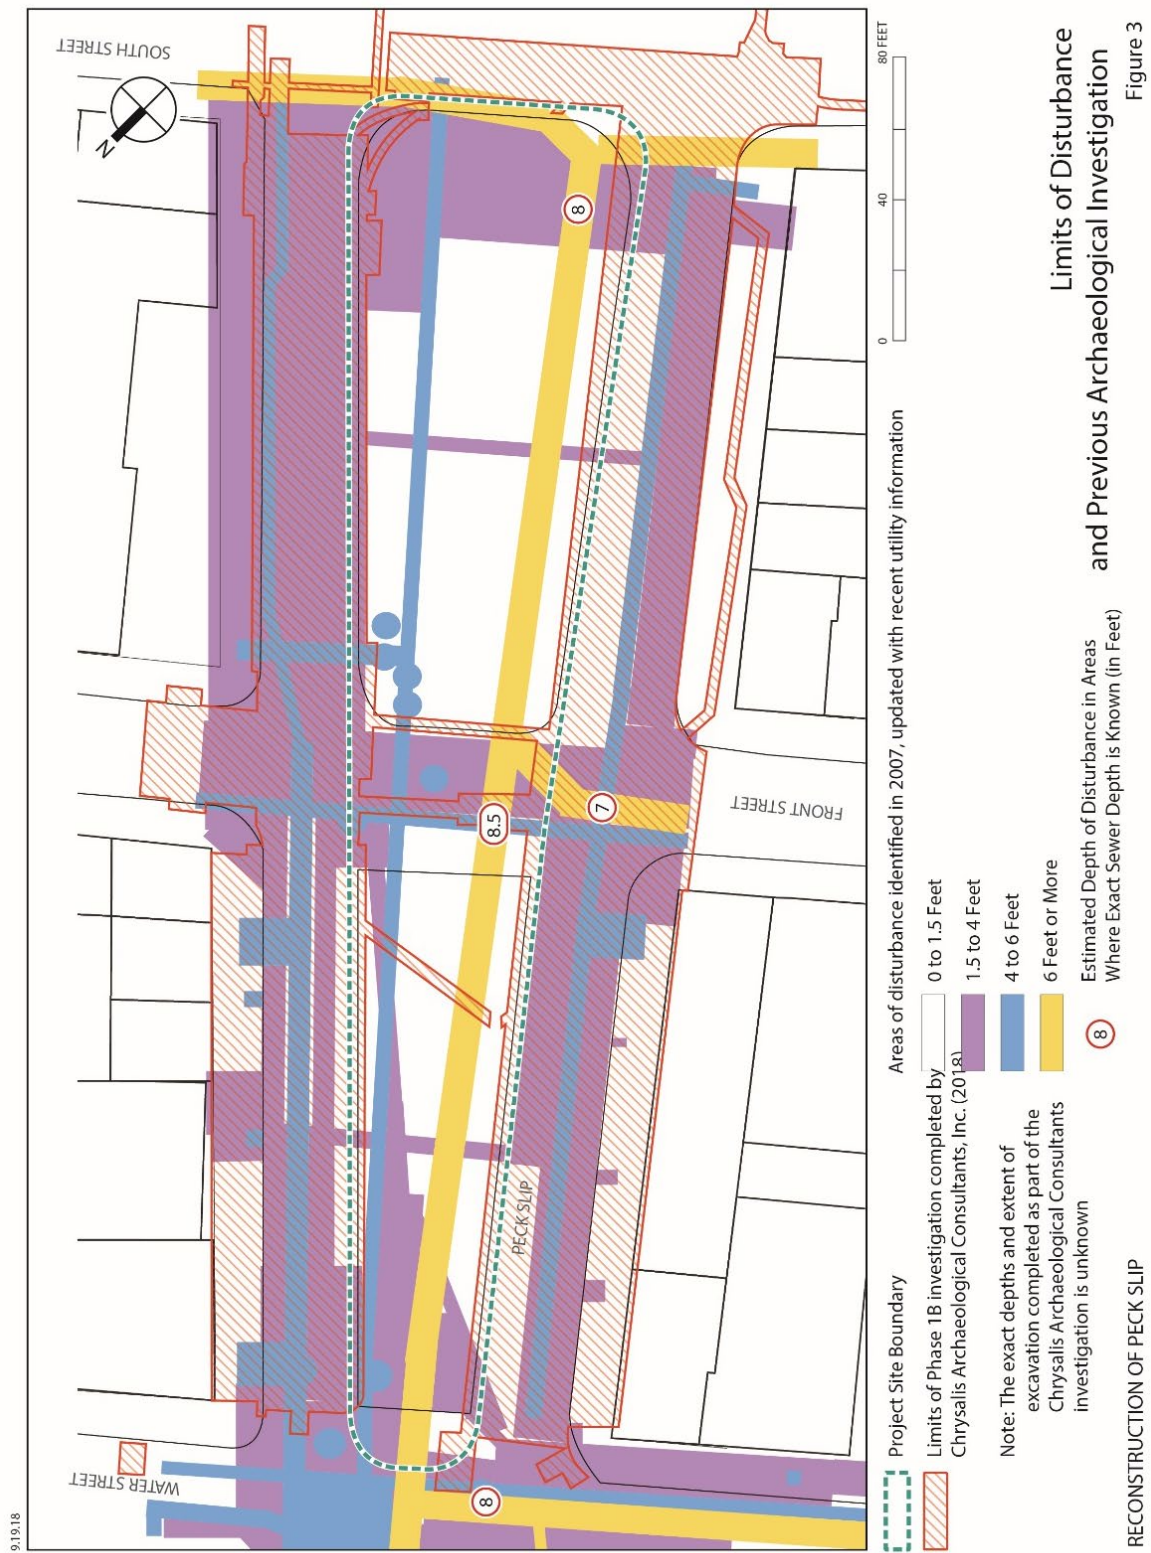 9.19.18
SOUTH STREET
N
8
8.5
7
FRONT STREET
PECK SLIP
WATER STREET
8
0
40
80 FEET
Project Site Boundary
Limits of Phase 1B investigation completed by
Chrysalis Archaeological Consultants, Inc. (2018)
Note: The exact depths and extent of
excavation completed as part of the
Chrysalis Archaeological Consultants
investigation is unknown
Areas of disturbance identified in 2007, updated with recent utility information
0 to 1.5 Feet
1.5 to 4 Feet
4 to 6 Feet
6 Feet or More
8
Estimated Depth of Disturbance in Areas
Where Exact Sewer Depth is Known (in Feet)
RECONSTRUCTION OF PECK SLIP
Limits of Disturbance
and Previous Archaeological Investigation
Figure 3